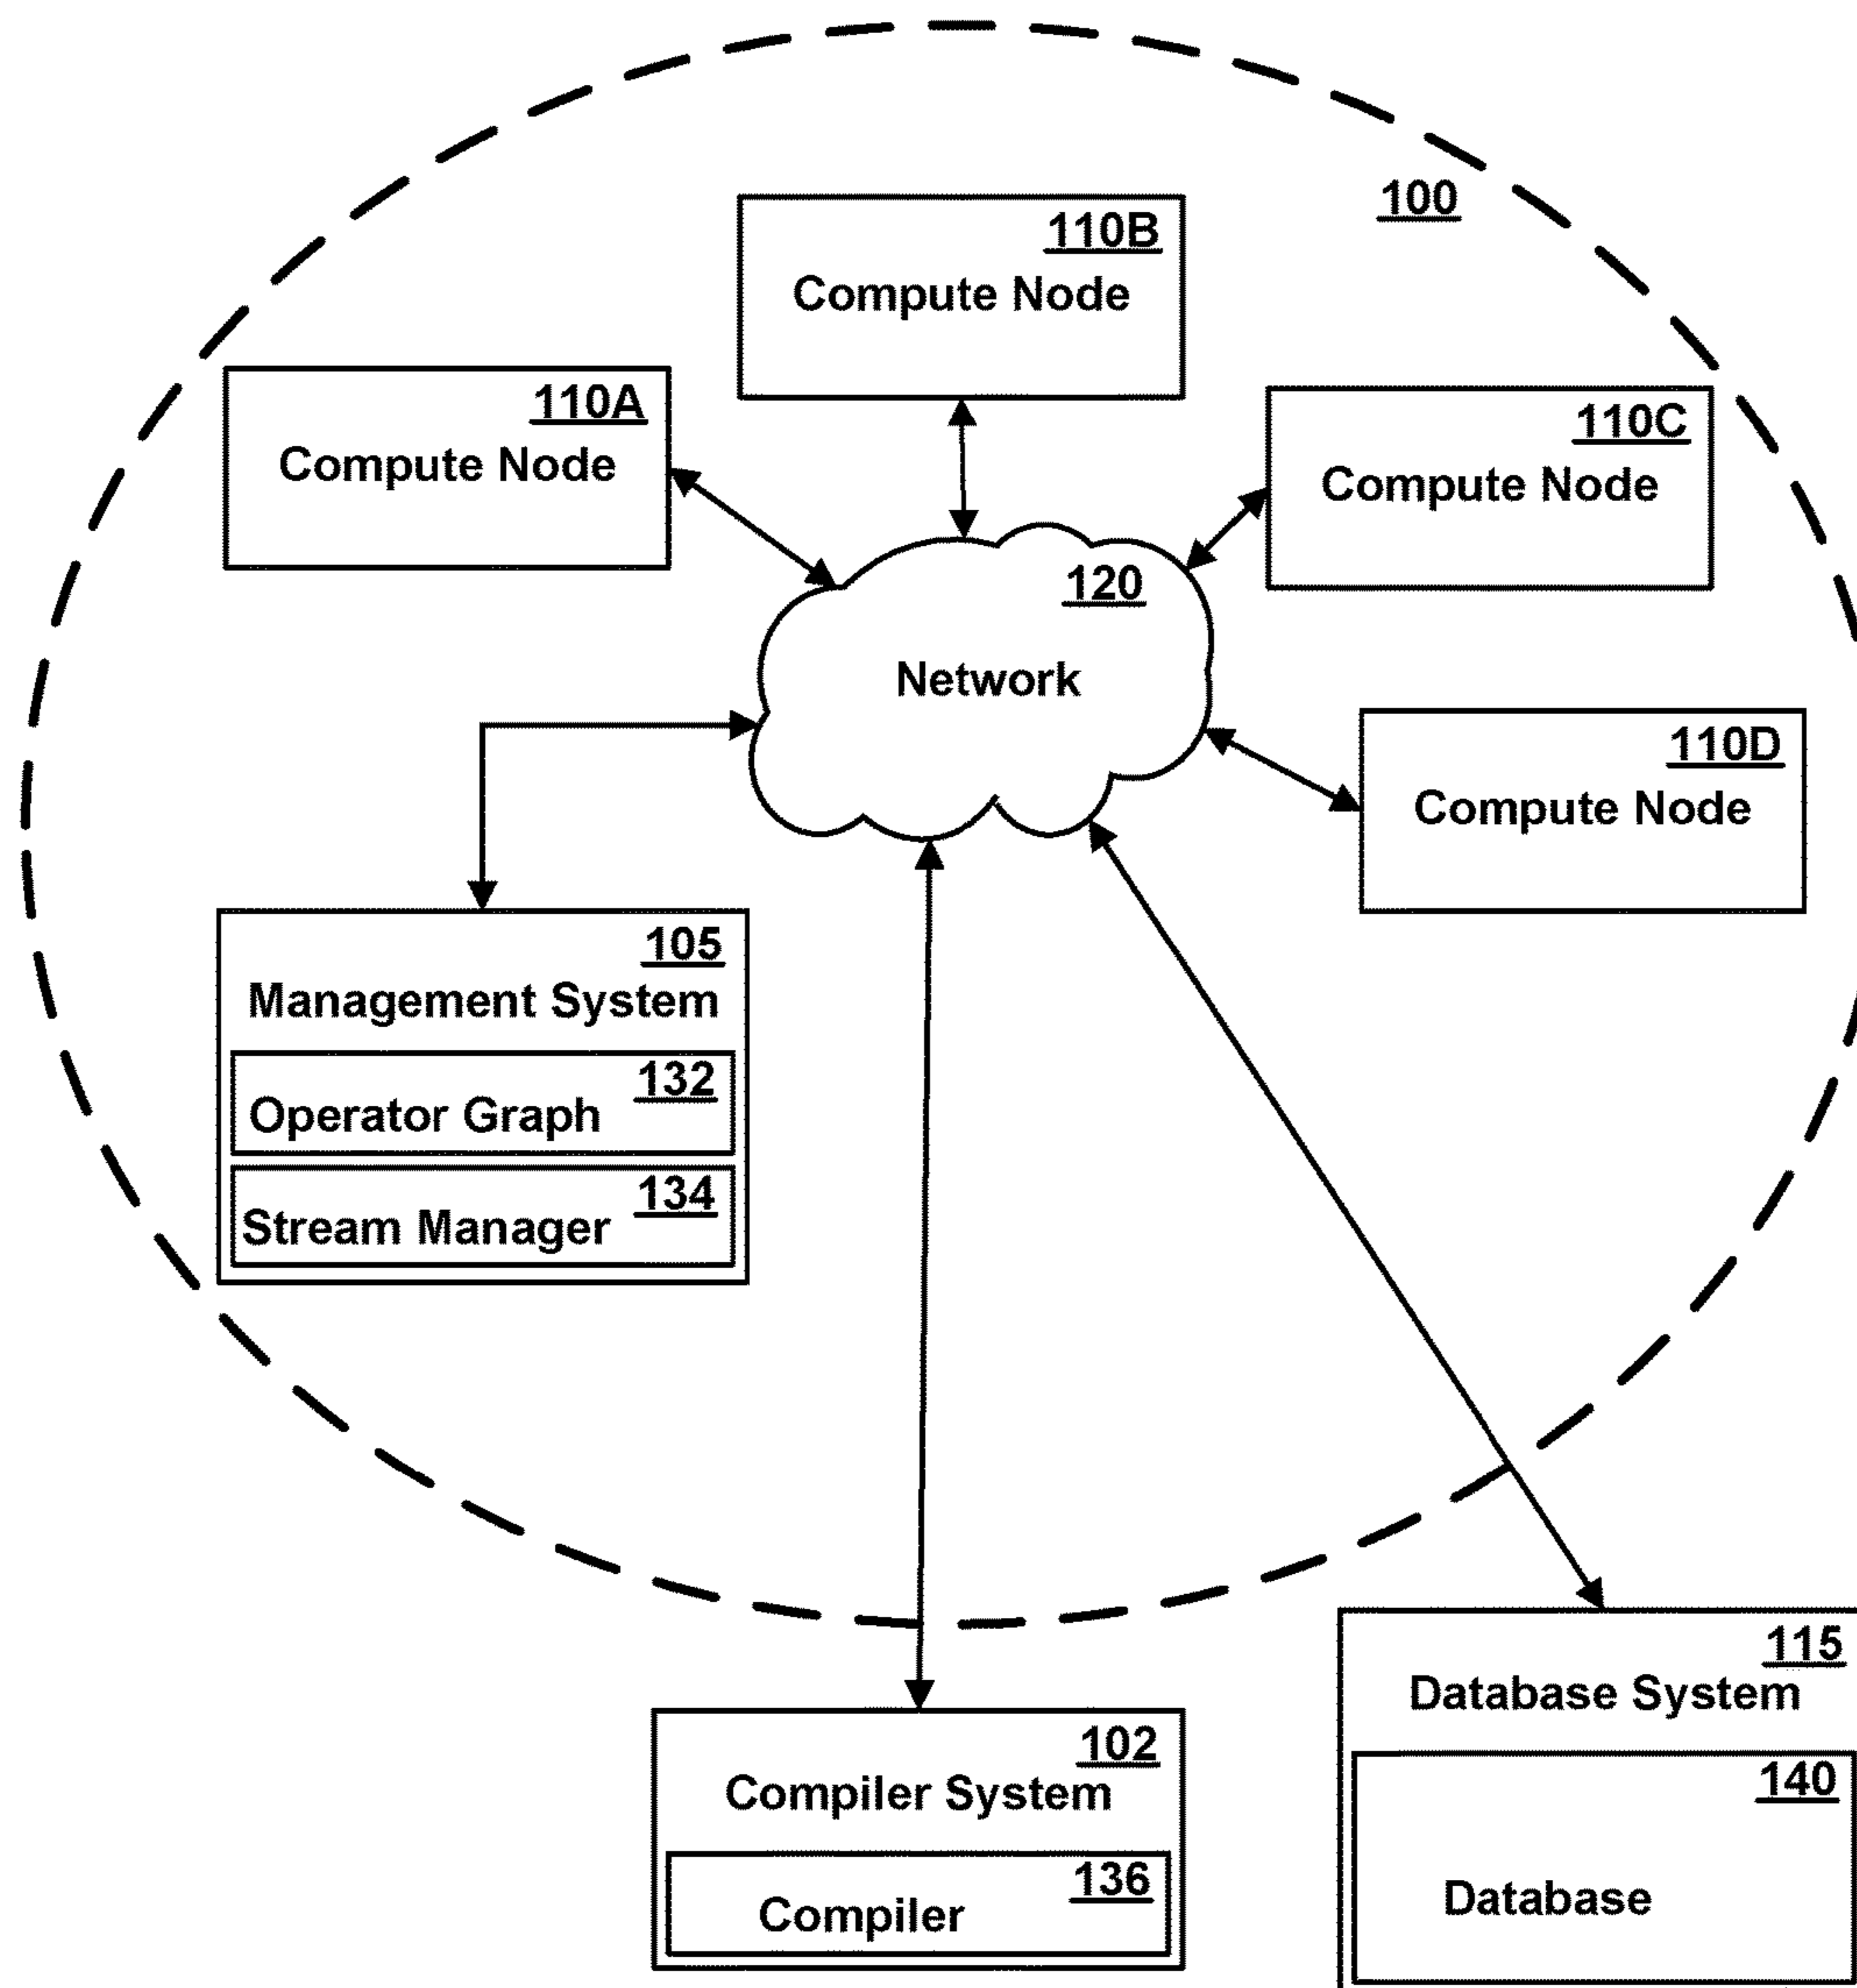 100
110B
Compute Node
110A
Compute Node
110C
Compute Node
120
Network
110D
Compute Node
105
Management System
132
Operator Graph
134
Stream Manager
115
Database System
102
Compiler System
140
Database
136
Compiler